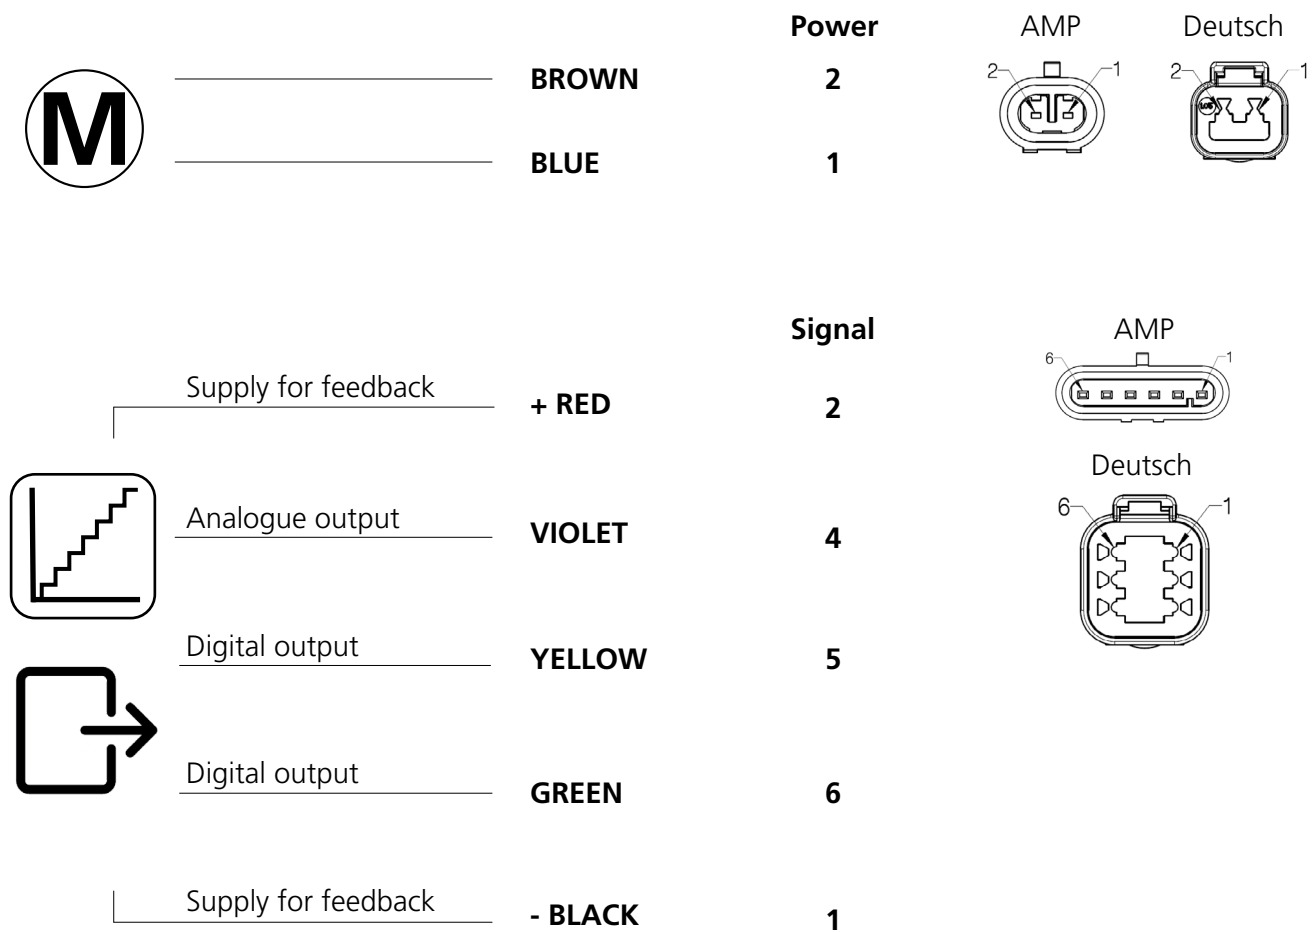 Power AMP Deutsch
M
BROWN 2
2 1
2 1
BLUE 1
Signal AMP
6 1
Supply for feedback + RED 2
Deutsch
6 1
Analogue output VIOLET 4
Digital output YELLOW 5
Digital output GREEN 6
Supply for feedback - BLACK 1